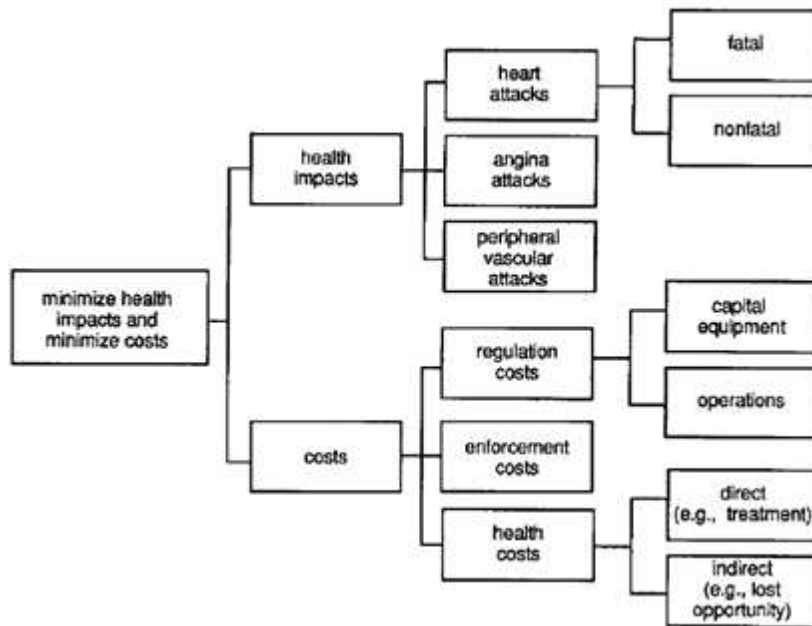 minimize health
impacts and
minimize costs
health
impacts
heart
attacks
fatal
nonfatal
angina
attacks
peripheral
vascular
attacks
costs
regulation
costs
capital
equipment
operations
enforcement
costs
health
costs
direct
(e.g., treatment)
indirect
(e.g., lost
opportunity)